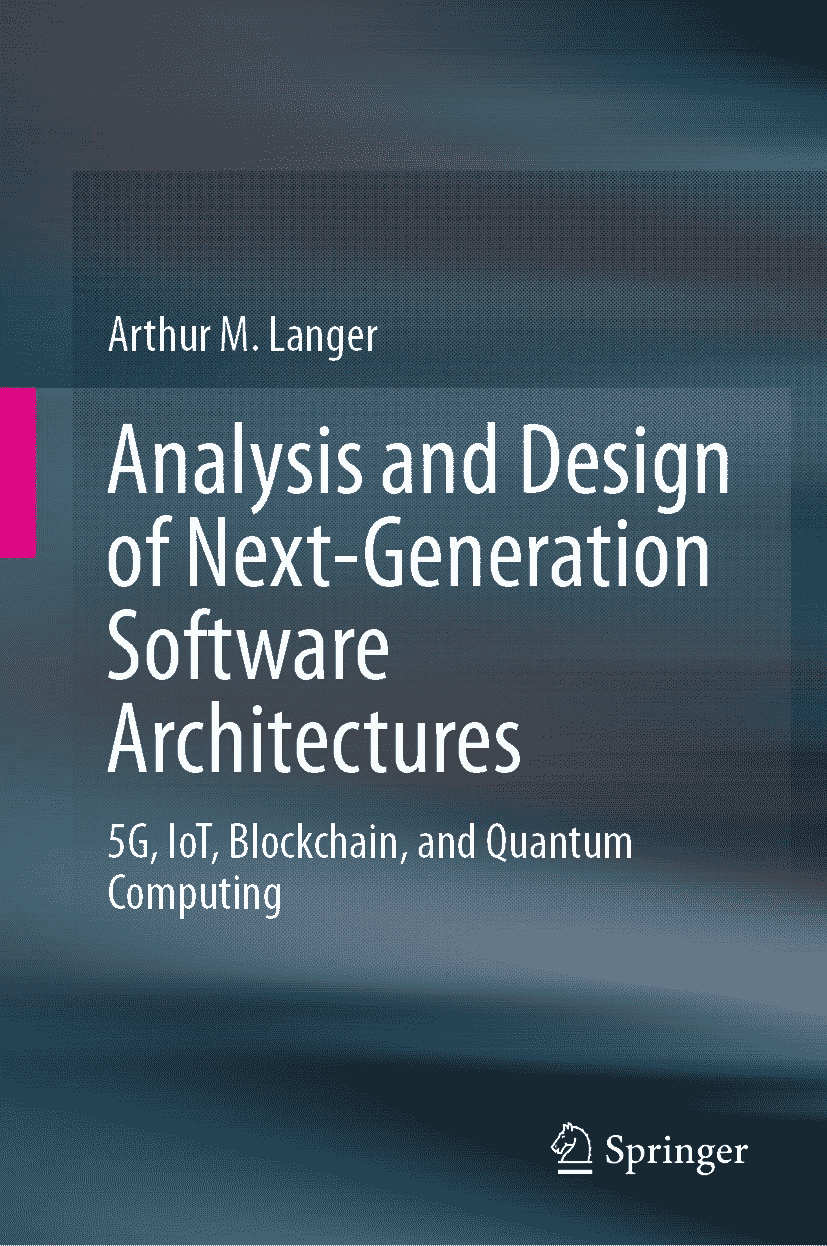 Arthur M. Langer
Analysis and Design
of Next-Generation
Software
Architectures
5G, IoT, Blockchain, and Quantum
Computing
Springer